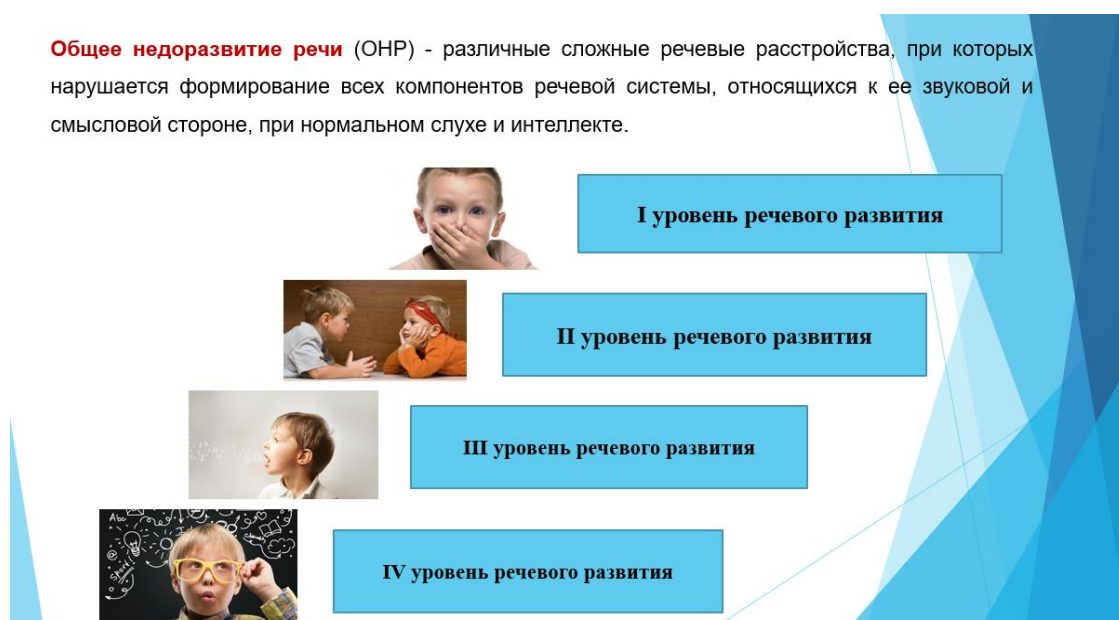 Общее недоразвитие речи (ОНР) - различные сложные речевые расстройства, при которых
нарушается формирование всех компонентов речевой системы, относящихся к ее звуковой и
смысловой стороне, при нормальном слухе и интеллекте.
I уровень речевого развития
II уровень речевого развития
III уровень речевого развития
IV уровень речевого развития
Abc
@
Sport